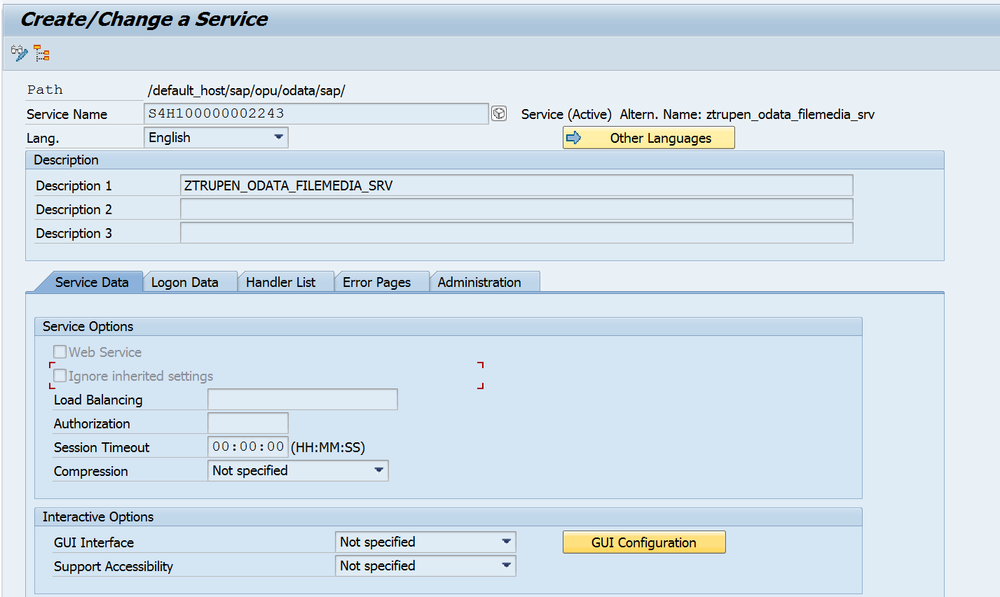 Create/Change a Service
Path /default_host/sap/opu/odata/sap/
Service Name S4H100000002243 Service (Active) Altern. Name: ztrupen_odata_filemedia_srv
Lang. English Other Languages
Description
Description 1 ZTRUPEN_ODATA_FILEMEDIA_SRV
Description 2
Description 3
Service Data Logon Data Handler List Error Pages Administration
Service Options
Web Service
Ignore inherited settings
Load Balancing
Authorization
Session Timeout 00:00:00 (HH:MM:SS)
Compression Not specified
Interactive Options
GUI Interface Not specified GUI Configuration
Support Accessibility Not specified